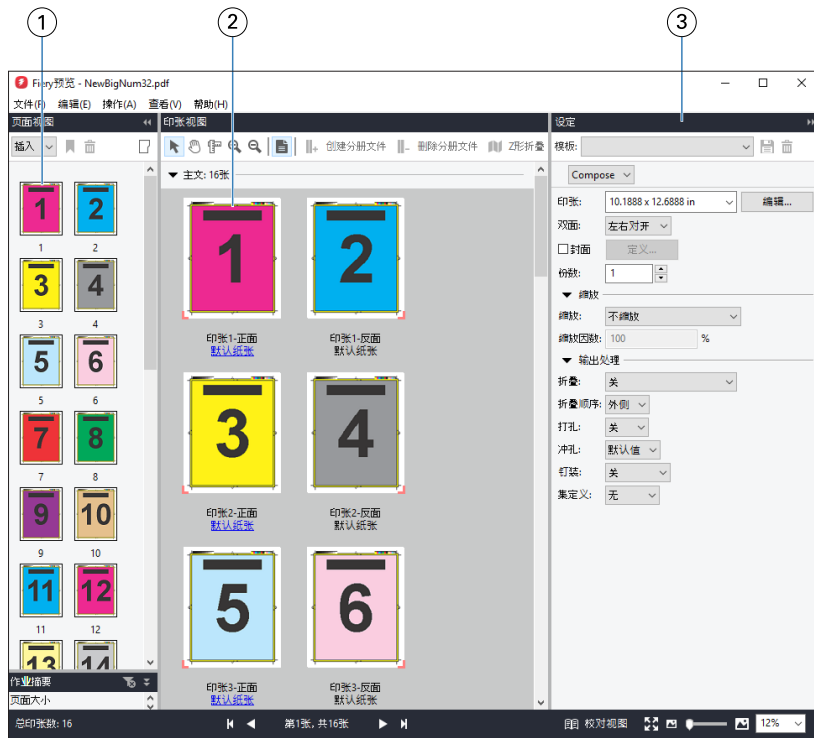 1 2 3
Fiery预览 - NewBigNum32.pdf
文件(F) 编辑(E) 操作(A) 查看(V) 帮助(H)
页面视图
插入
1 2
1 2
3 4
3 4
5 6
5 6
7 8
7 8
9 10
9 10
11 12
11 12
13 14
作业摘要
页面大小
印张视图
创建分册文件 删除分册文件 Z形折叠
主文: 16张
1 2
印张1-正面 印张1-反面
默认纸张 默认纸张
3 4
印张2-正面 印张2-反面
默认纸张 默认纸张
5 6
印张3-正面 印张3-反面
默认纸张 默认纸张
设定
模板:
Compose
印张: 10.1888 x 12.6888 in 编辑...
双面: 左右对开
封面 定义...
份数: 1
缩放
缩放: 不缩放
缩放因数: 100 %
输出处理
折叠: 关
折叠顺序: 外侧
打孔: 关
冲孔: 默认值
钉装: 关
集定义: 无
总印张数: 16 第1张, 共16张 校对视图 12%